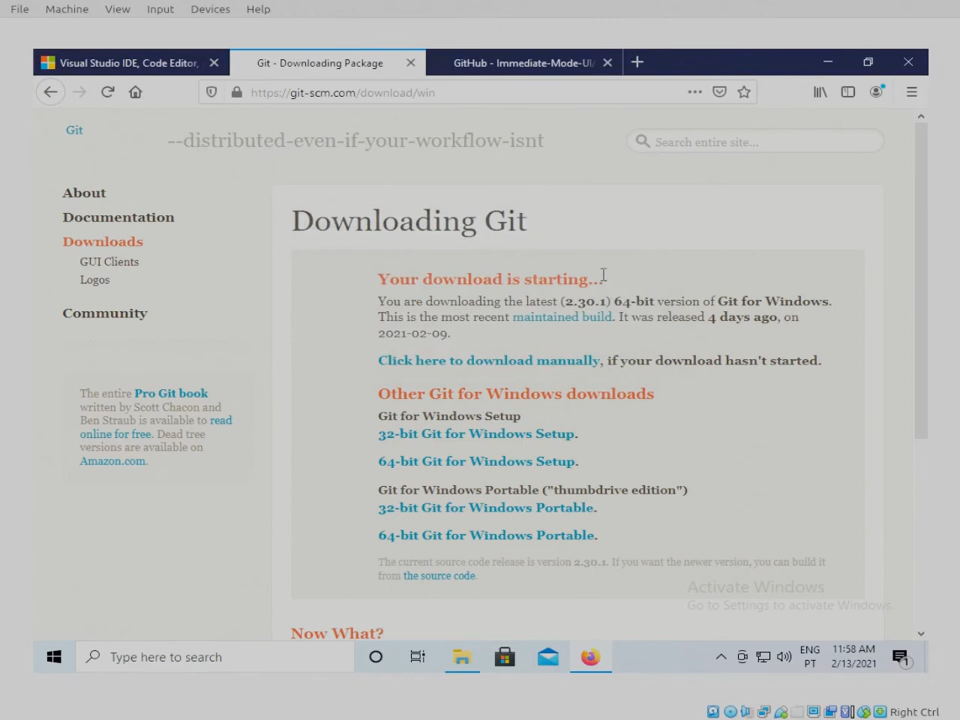 File Machine View Input Devices Help
Visual Studio IDE, Code Editor,
Git - Downloading Package
GitHub - Immediate-Mode-UI/
https://git-scm.com/download/win
Git
--distributed-even-if-your-workflow-isnt
Search entire site...
About
Documentation
Downloads
GUI Clients
Logos
Community
The entire Pro Git book
written by Scott Chacon and
Ben Straub is available to read
online for free. Dead tree
versions are available on
Amazon.com.
Downloading Git
Your download is starting...
You are downloading the latest (2.30.1) 64-bit version of Git for Windows.
This is the most recent maintained build. It was released 4 days ago, on
2021-02-09.
Click here to download manually, if your download hasn't started.
Other Git for Windows downloads
Git for Windows Setup
32-bit Git for Windows Setup.
64-bit Git for Windows Setup.
Git for Windows Portable ("thumbdrive edition")
32-bit Git for Windows Portable.
64-bit Git for Windows Portable.
The current source code release is version 2.30.1. If you want the newer version, you can build it
from the source code.
Now What?
Activate Windows
Go to Settings to activate Windows.
Type here to search
ENG
PT
11:58 AM
2/13/2021
1
Right Ctrl